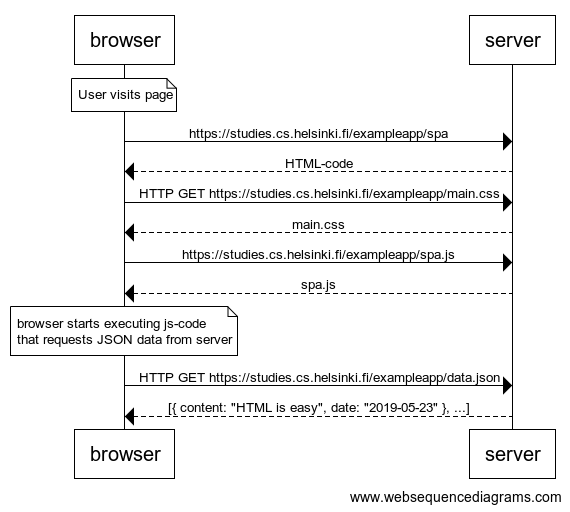 browser
server
User visits page
https://studies.cs.helsinki.fi/exampleapp/spa
HTML-code
HTTP GET https://studies.cs.helsinki.fi/exampleapp/main.css
main.css
https://studies.cs.helsinki.fi/exampleapp/spa.js
spa.js
browser starts executing js-code
that requests JSON data from server
HTTP GET https://studies.cs.helsinki.fi/exampleapp/data.json
[{ content: "HTML is easy", date: "2019-05-23" }, ...]
browser
server
www.websequencediagrams.com